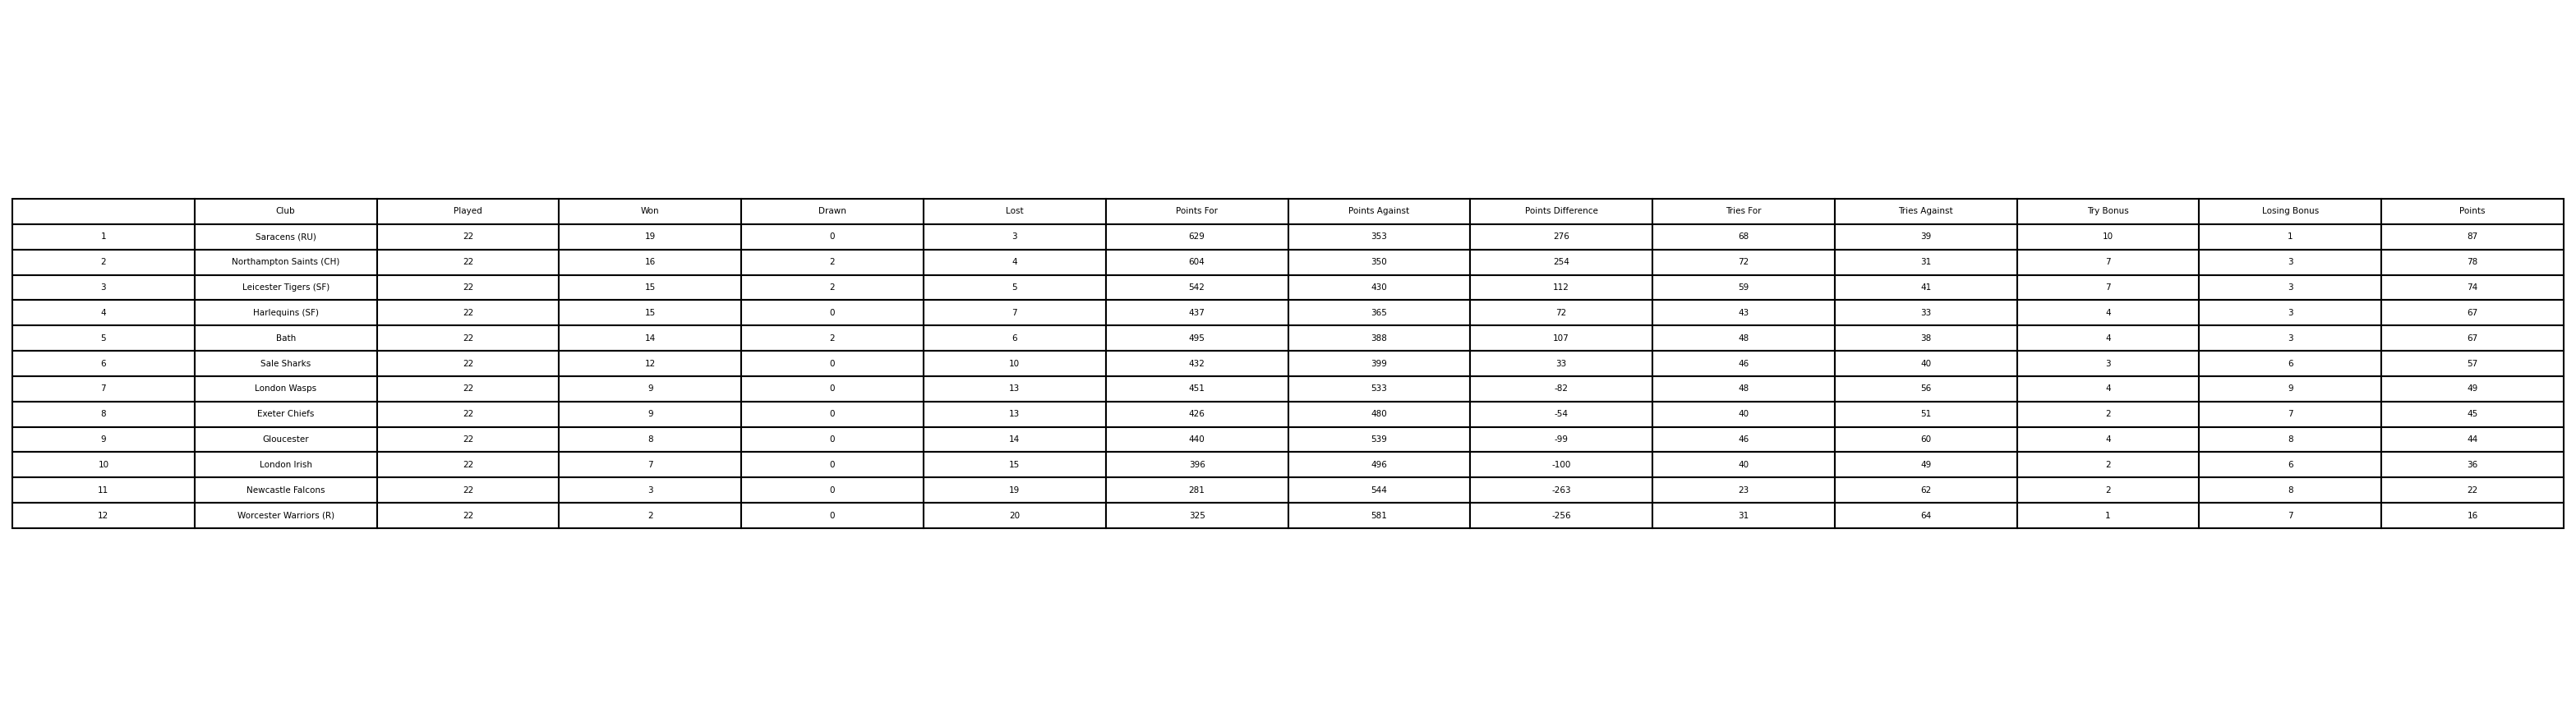 Club Played Won Drawn Lost Points For Points Against Points Difference Tries For Tries Against Try Bonus Losing Bonus Points
1 Saracens (RU) 22 19 0 3 629 353 276 68 39 10 1 87
2 Northampton Saints (CH) 22 16 2 4 604 350 254 72 31 7 3 78
3 Leicester Tigers (SF) 22 15 2 5 542 430 112 59 41 7 3 74
4 Harlequins (SF) 22 15 0 7 437 365 72 43 33 4 3 67
5 Bath 22 14 2 6 495 388 107 48 38 4 3 67
6 Sale Sharks 22 12 0 10 432 399 33 46 40 3 6 57
7 London Wasps 22 9 0 13 451 533 -82 48 56 4 9 49
8 Exeter Chiefs 22 9 0 13 426 480 -54 40 51 2 7 45
9 Gloucester 22 8 0 14 440 539 -99 46 60 4 8 44
10 London Irish 22 7 0 15 396 496 -100 40 49 2 6 36
11 Newcastle Falcons 22 3 0 19 281 544 -263 23 62 2 8 22
12 Worcester Warriors (R) 22 2 0 20 325 581 -256 31 64 1 7 16